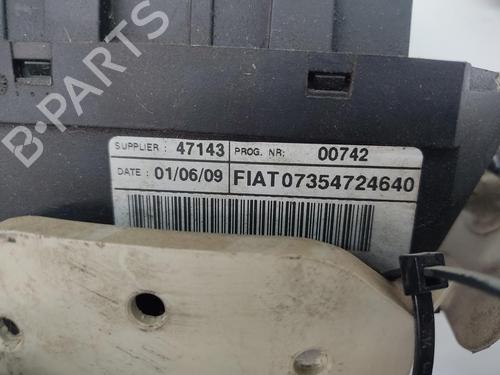 B-PARTS
SUPPLIER : 47143 PROG. NR: 00742
DATE : 01/06/09 FIAT 07354724640